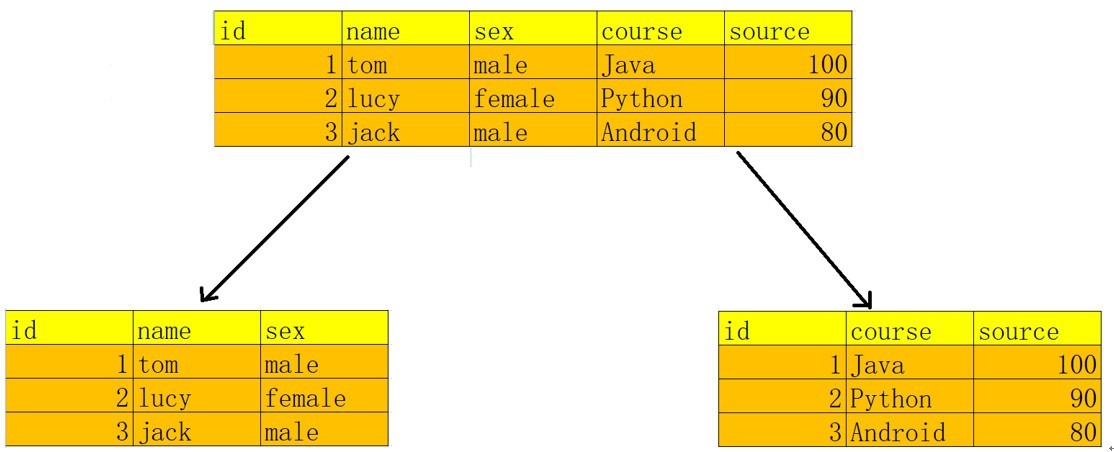 id name sex course source
1 tom male Java 100
2 lucy female Python 90
3 jack male Android 80
id name sex
1 tom male
2 lucy female
3 jack male
id course source
1 Java 100
2 Python 90
3 Android 80